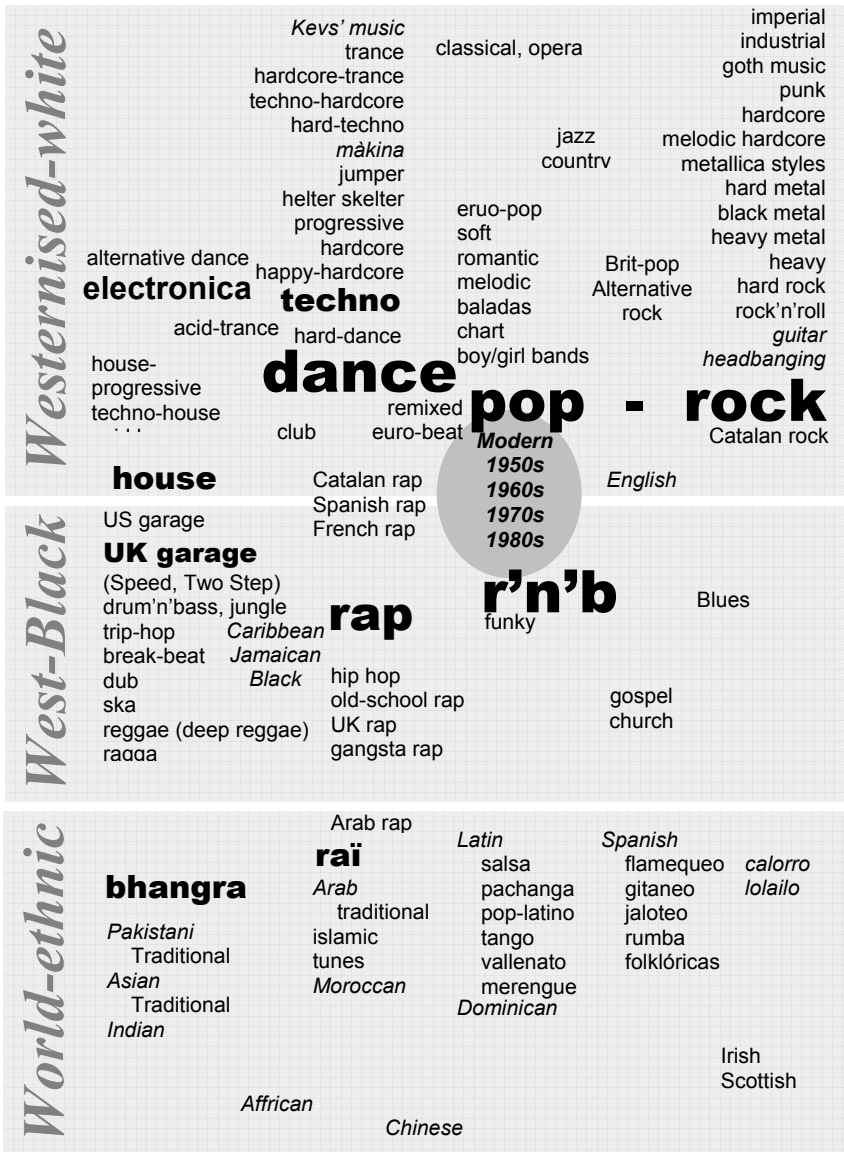 Westernised-white
Kevs’ music
trance
hardcore-trance
techno-hardcore
hard-techno
màkina
jumper
helter skelter
progressive
hardcore
happy-hardcore
techno
hard-dance
alternative dance
electronica
acid-trance
house-
progressive
techno-house
house
dance
remixed
club euro-beat
classical, opera
jazz
country
eruo-pop
soft
romantic
melodic
baladas
chart
boy/girl bands
Brit-pop
Alternative
rock
imperial
industrial
goth music
punk
hardcore
melodic hardcore
metallica styles
hard metal
black metal
heavy metal
heavy
hard rock
rock’n’roll
guitar
headbanging
pop - rock
Catalan rock
Modern
1950s
1960s
1970s
1980s
English
Catalan rap
Spanish rap
French rap
West-Black
US garage
UK garage
(Speed, Two Step)
drum’n’bass, jungle
trip-hop
break-beat
dub
ska
reggae (deep reggae)
ragga
Caribbean
Jamaican
Black
rap
hip hop
old-school rap
UK rap
gangsta rap
r’n’b
funky
Blues
gospel
church
World-ethnic
bhangra
Pakistani
Traditional
Asian
Traditional
Indian
Arab rap
raï
Arab
traditional
islamic
tunes
Moroccan
Latin
salsa
pachanga
pop-latino
tango
vallenato
merengue
Dominican
Spanish
flamequeo
gitaneo
jaloteo
rumba
folklóricas
calorro
lolailo
Irish
Scottish
Affrican
Chinese